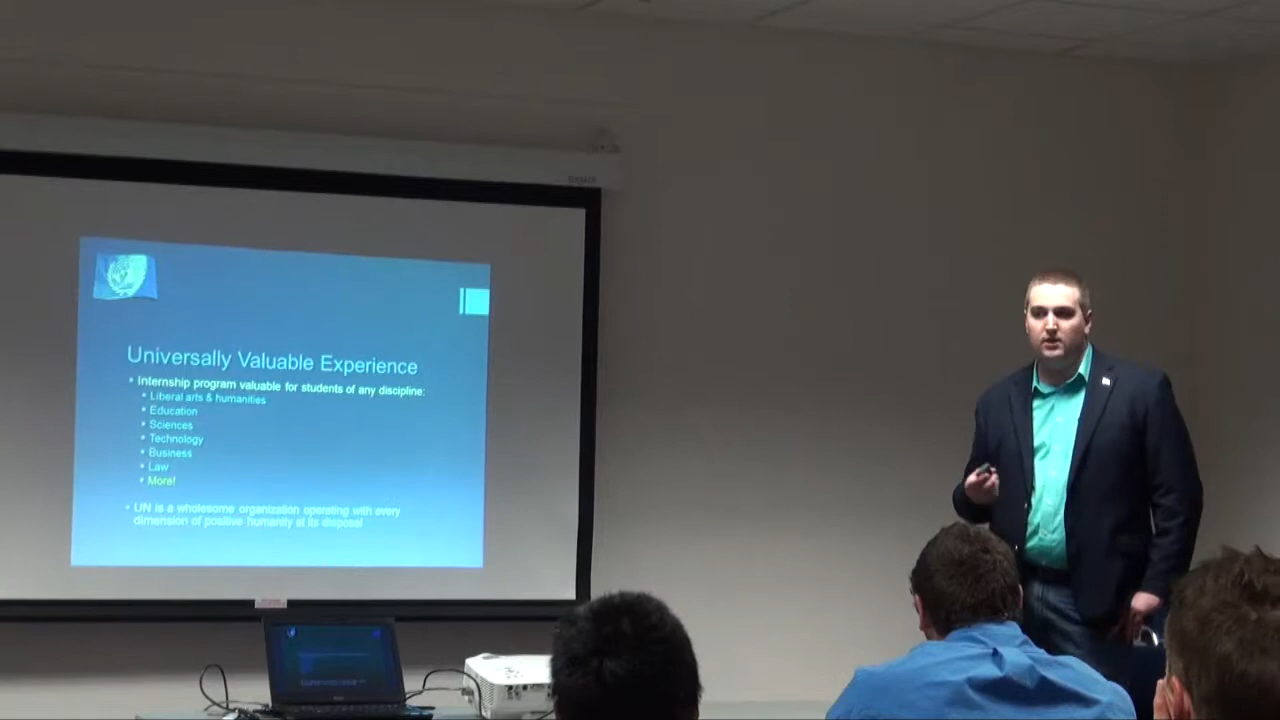 Universally Valuable Experience
• Internship program valuable for students of any discipline:
• Liberal arts & humanities
• Education
• Sciences
• Technology
• Business
• Law
• More!
• UN is a wholesome organization operating with every
dimension of positive humanity at its disposal